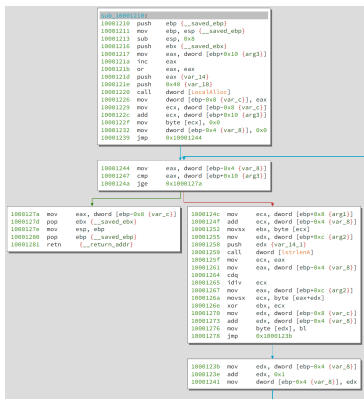 sub_10001210:
10001210 push ebp {__saved_ebp}
10001211 mov ebp, esp {__saved_ebp}
10001213 sub esp, 0x8
10001216 push ebx {__saved_ebx}
10001217 mov eax, dword [ebp+0x10 {arg3}]
1000121a inc eax
1000121b or eax, eax
1000121d push eax {var_14}
1000121e push 0x40 {var_18}
10001220 call dword [LocalAlloc]
10001226 mov dword [ebp-0x8 {var_c}], eax
10001229 mov ecx, dword [ebp-0x8 {var_c}]
1000122c add ecx, dword [ebp+0x10 {arg3}]
1000122f mov byte [ecx], 0x0
10001232 mov dword [ebp-0x4 {var_8}], 0x0
10001239 jmp 0x10001244
10001244 mov eax, dword [ebp-0x4 {var_8}]
10001247 cmp eax, dword [ebp+0x10 {arg3}]
1000124a jge 0x1000127a
1000127a mov eax, dword [ebp-0x8 {var_c}]
1000127d pop ebx {__saved_ebx}
1000127e mov esp, ebp
10001280 pop ebp {__saved_ebp}
10001281 retn {__return_addr}
1000124c mov ecx, dword [ebp+0x8 {arg1}]
1000124f add ecx, dword [ebp-0x4 {var_8}]
10001252 movsx ebx, byte [ecx]
10001255 mov edx, dword [ebp+0xc {arg2}]
10001258 push edx {var_14_1}
10001259 call dword [lstrlenA]
1000125f mov ecx, eax
10001261 mov eax, dword [ebp-0x4 {var_8}]
10001264 cdq
10001265 idiv ecx
10001267 mov eax, dword [ebp+0xc {arg2}]
1000126a movsx ecx, byte [eax+edx]
1000126e xor ebx, ecx
10001270 mov edx, dword [ebp-0x8 {var_c}]
10001273 add edx, dword [ebp-0x4 {var_8}]
10001276 mov byte [edx], bl
10001278 jmp 0x1000123b
1000123b mov edx, dword [ebp-0x4 {var_8}]
1000123e add edx, 0x1
10001241 mov dword [ebp-0x4 {var_8}], edx